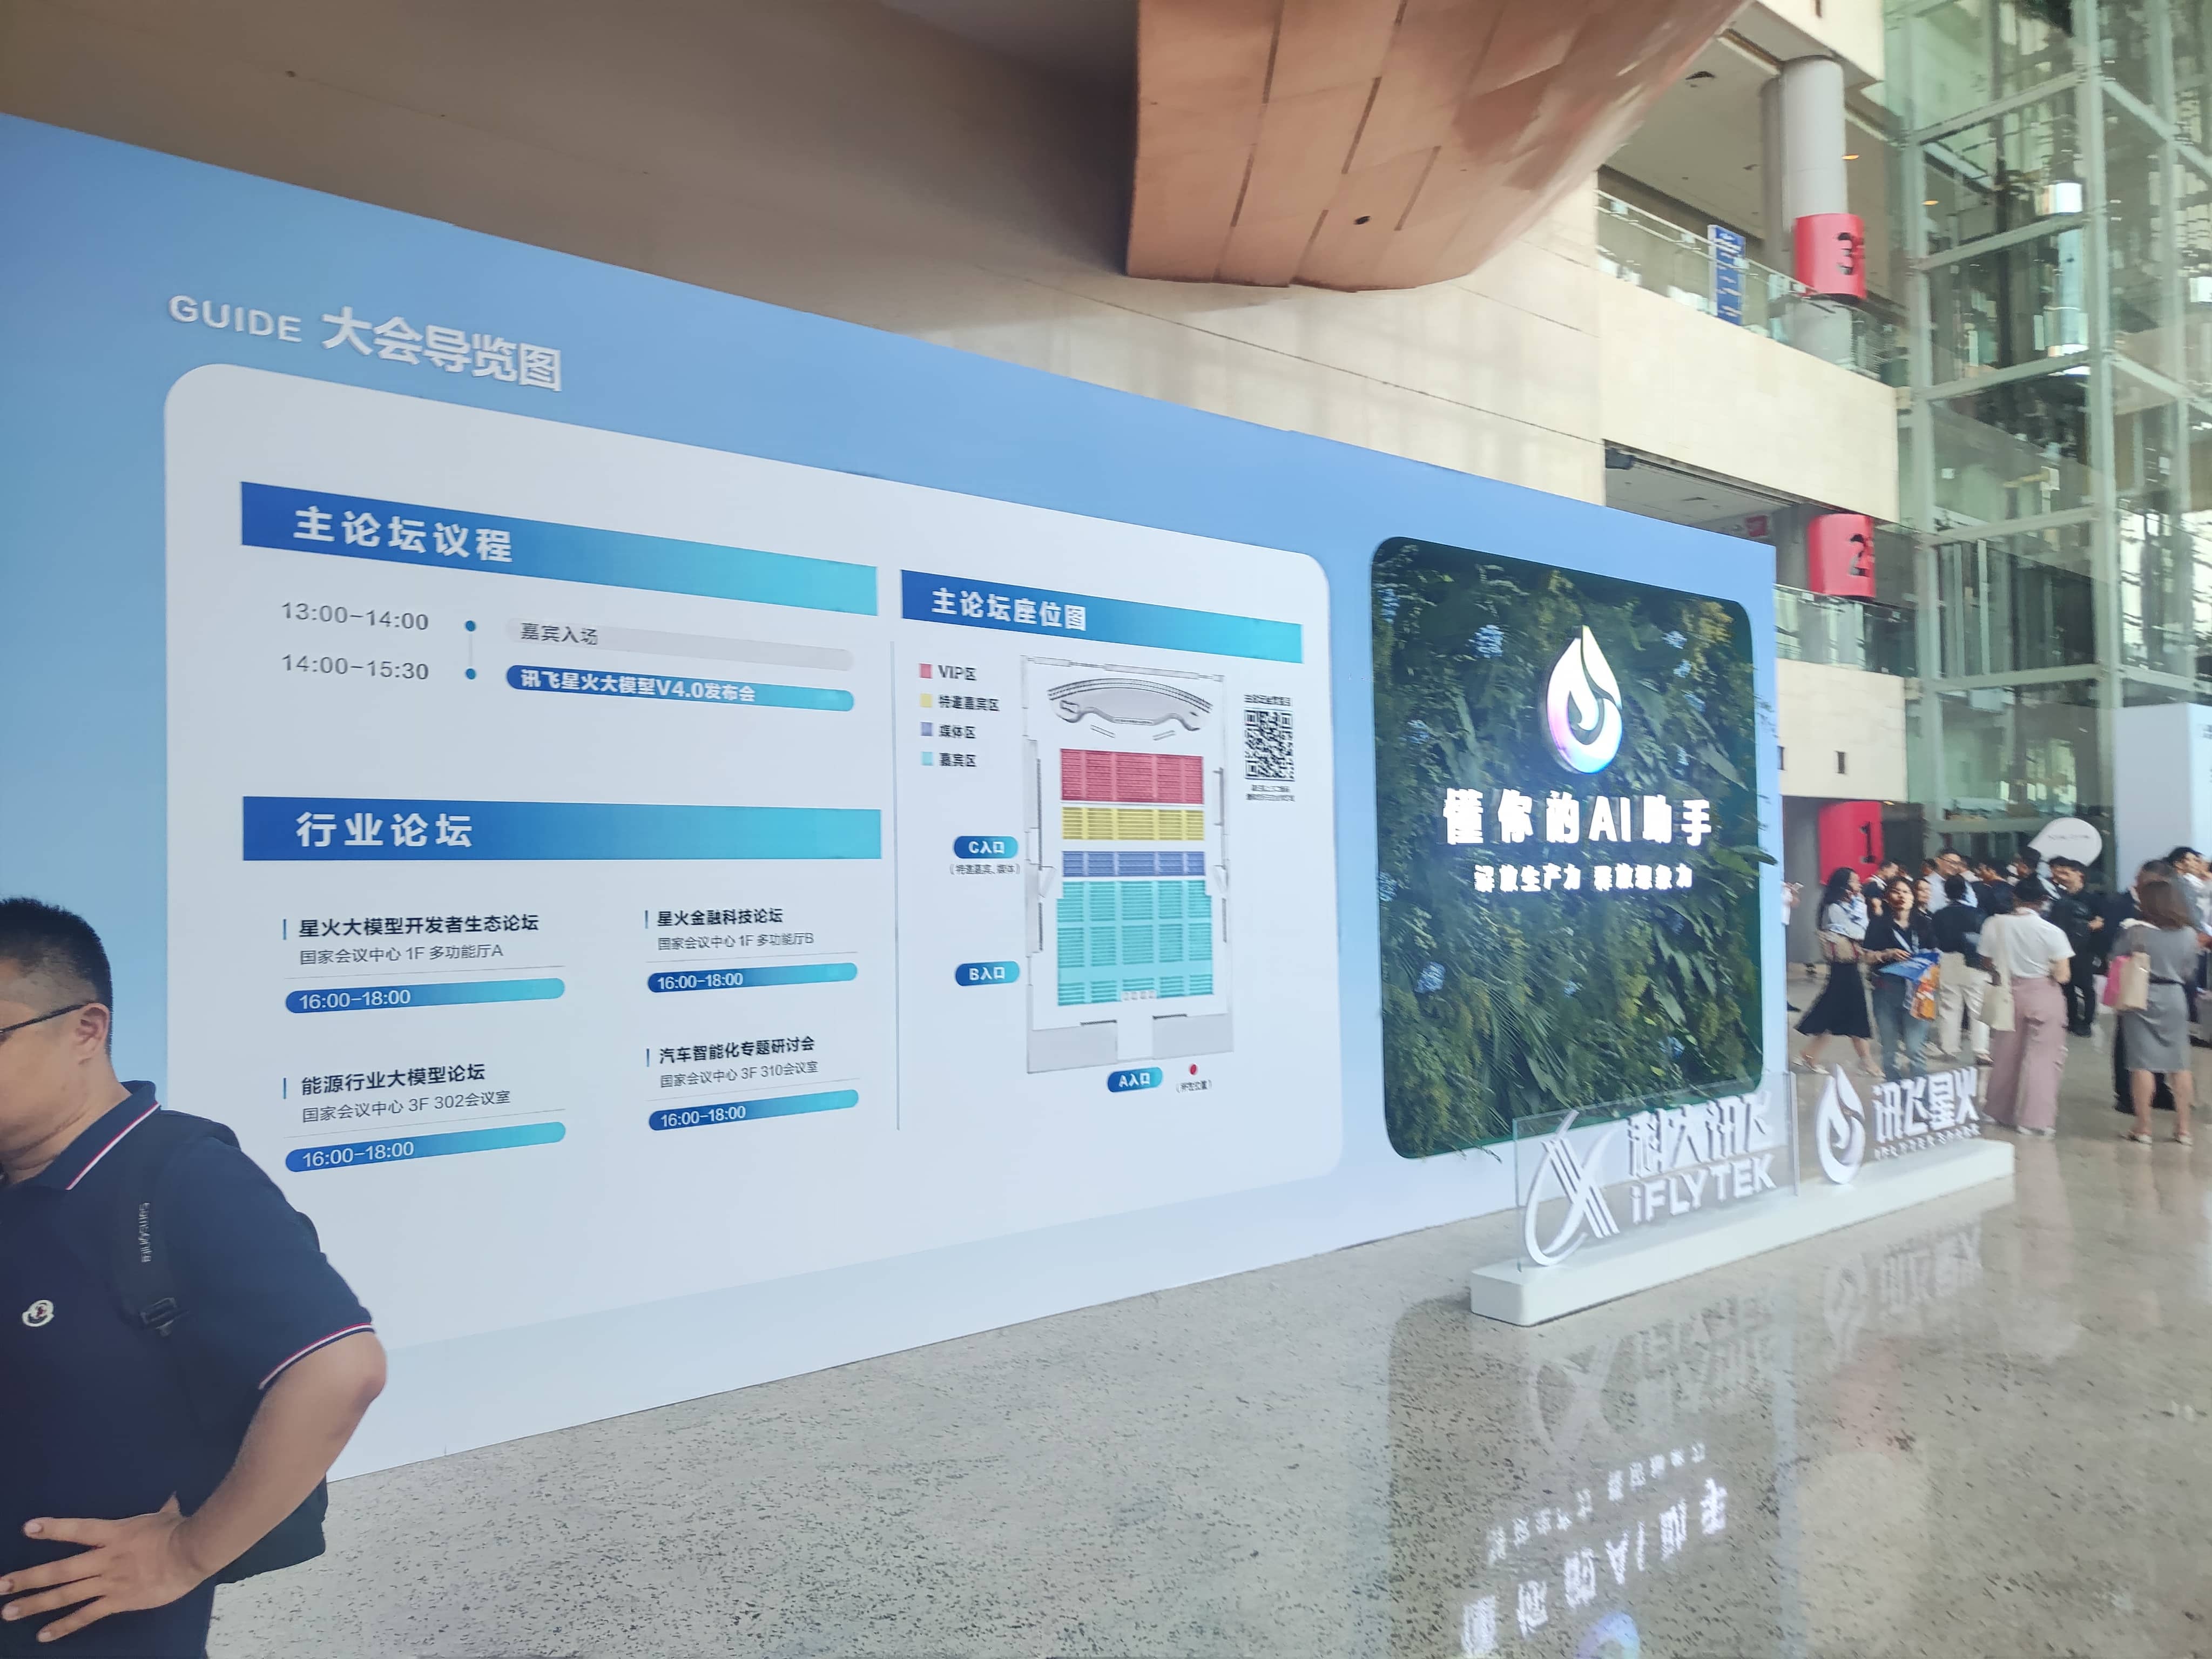 GUIDE 大会导览图
主论坛议程
13:00-14:00
嘉宾入场
14:00-15:30
讯飞星火大模型V4.0发布会
行业论坛
星火大模型开发者生态论坛
国家会议中心 1F 多功能厅A
16:00-18:00
星火金融科技论坛
国家会议中心 1F 多功能厅B
16:00-18:00
能源行业大模型论坛
国家会议中心 3F 302会议室
16:00-18:00
汽车智能化专题研讨会
国家会议中心 3F 310会议室
16:00-18:00
主论坛座位图
VIP区
特邀嘉宾区
媒体区
嘉宾区
C入口
(特邀嘉宾、媒体)
B入口
A入口
懂你的AI助手
解放生产力 释放想象力
科大讯飞
iFLYTEK
讯飞星火
3
2
1
samsonite